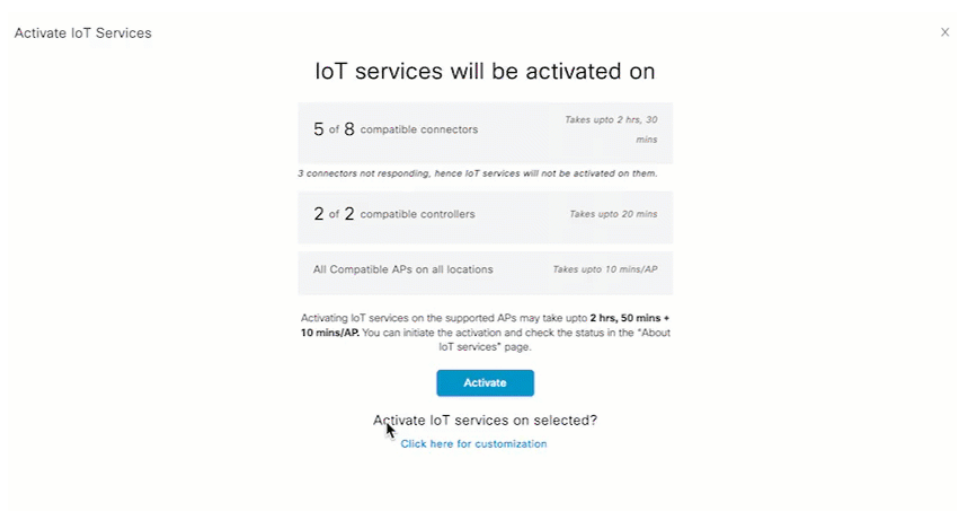 Activate IoT Services
X
IoT services will be activated on
5 of 8 compatible connectors
Takes upto 2 hrs, 30
mins
3 connectors not responding, hence IoT services will not be activated on them.
2 of 2 compatible controllers
Takes upto 20 mins
All Compatible APs on all locations
Takes upto 10 mins/AP
Activating IoT services on the supported APs may take upto 2 hrs, 50 mins +
10 mins/AP. You can initiate the activation and check the status in the "About
IoT services" page.
Activate
Activate IoT services on selected?
Click here for customization